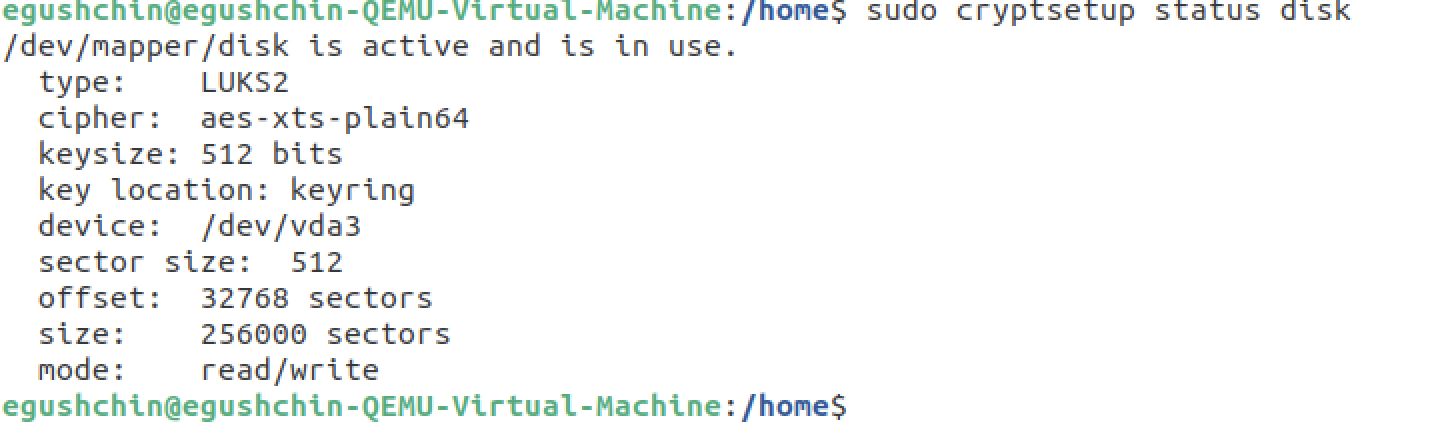 egushchin@egushchin-QEMU-Virtual-Machine:/home$ sudo cryptsetup status disk
/dev/mapper/disk is active and is in use.
  type:    LUKS2
  cipher:  aes-xts-plain64
  keysize: 512 bits
  key location: keyring
  device:  /dev/vda3
  sector size:  512
  offset:  32768 sectors
  size:    256000 sectors
  mode:    read/write
egushchin@egushchin-QEMU-Virtual-Machine:/home$